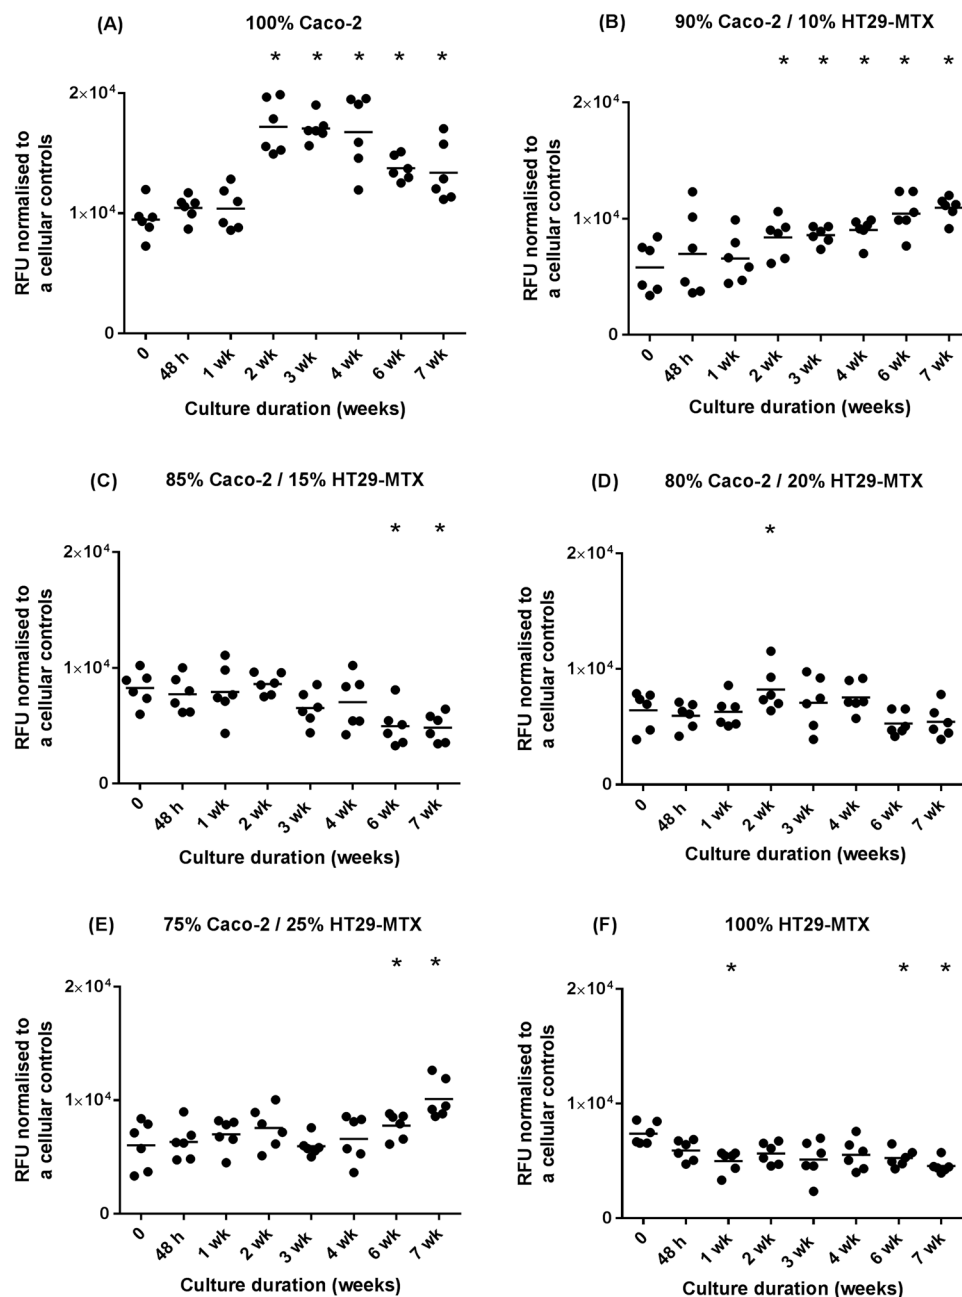 (A) 100% Caco-2
* * * * *
RFU normalised to
a cellular controls
2×10⁴
1×10⁴
0
0 48 h 1 wk 2 wk 3 wk 4 wk 6 wk 7 wk
Culture duration (weeks)
(B) 90% Caco-2 / 10% HT29-MTX
* * * * *
RFU normalised to
a cellular controls
2×10⁴
1×10⁴
0
0 48 h 1 wk 2 wk 3 wk 4 wk 6 wk 7 wk
Culture duration (weeks)
(C) 85% Caco-2 / 15% HT29-MTX
* *
RFU normalised to
a cellular controls
2×10⁴
1×10⁴
0
0 48 h 1 wk 2 wk 3 wk 4 wk 6 wk 7 wk
Culture duration (weeks)
(D) 80% Caco-2 / 20% HT29-MTX
*
RFU normalised to
a cellular controls
2×10⁴
1×10⁴
0
0 48 h 1 wk 2 wk 3 wk 4 wk 6 wk 7 wk
Culture duration (weeks)
(E) 75% Caco-2 / 25% HT29-MTX
* *
RFU normalised to
a cellular controls
2×10⁴
1×10⁴
0
0 48 h 1 wk 2 wk 3 wk 4 wk 6 wk 7 wk
Culture duration (weeks)
(F) 100% HT29-MTX
* * *
RFU normalised to
a cellular controls
2×10⁴
1×10⁴
0
0 48 h 1 wk 2 wk 3 wk 4 wk 6 wk 7 wk
Culture duration (weeks)